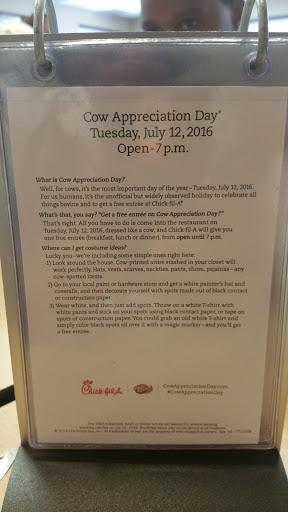 Cow Appreciation Day®
Tuesday, July 12, 2016
Open-7p.m.
What is Cow Appreciation Day?
Well, for cows, it's the most important day of the year – Tuesday, July 12, 2016.
For us humans, it's the unofficial but widely observed holiday to celebrate all
things bovine and to get a free entrée at Chick-fil-A®.
What's that, you say? "Get a free entrée on Cow Appreciation Day?"
That's right. All you have to do is come into the restaurant on
Tuesday, July 12, 2016, dressed like a cow, and Chick-fil-A will give you
one free entrée (breakfast, lunch or dinner), from open until 7 p.m.
Where can I get costume ideas?
Lucky you – we're including some simple ones right here:
1) Look around the house. Cow-printed attire stashed in your closet will
work perfectly. Hats, vests, scarves, neckties, pants, shoes, pajamas – any
cow-spotted items.
2) Go to your local paint or hardware store and get a white painter's hat and
coveralls, and then decorate yourself with spots made out of black contact
or construction paper.
3) Wear white, and then just add spots. Throw on a white T-shirt with
white pants and stick on your spots using black contact paper, or tape on
spots of construction paper. You could grab an old white T-shirt and
simply color black spots all over it with a magic marker – and you'll get
a free entrée.
Chick-fil-A
CowAppreciationDay.com
#CowAppreciationDay